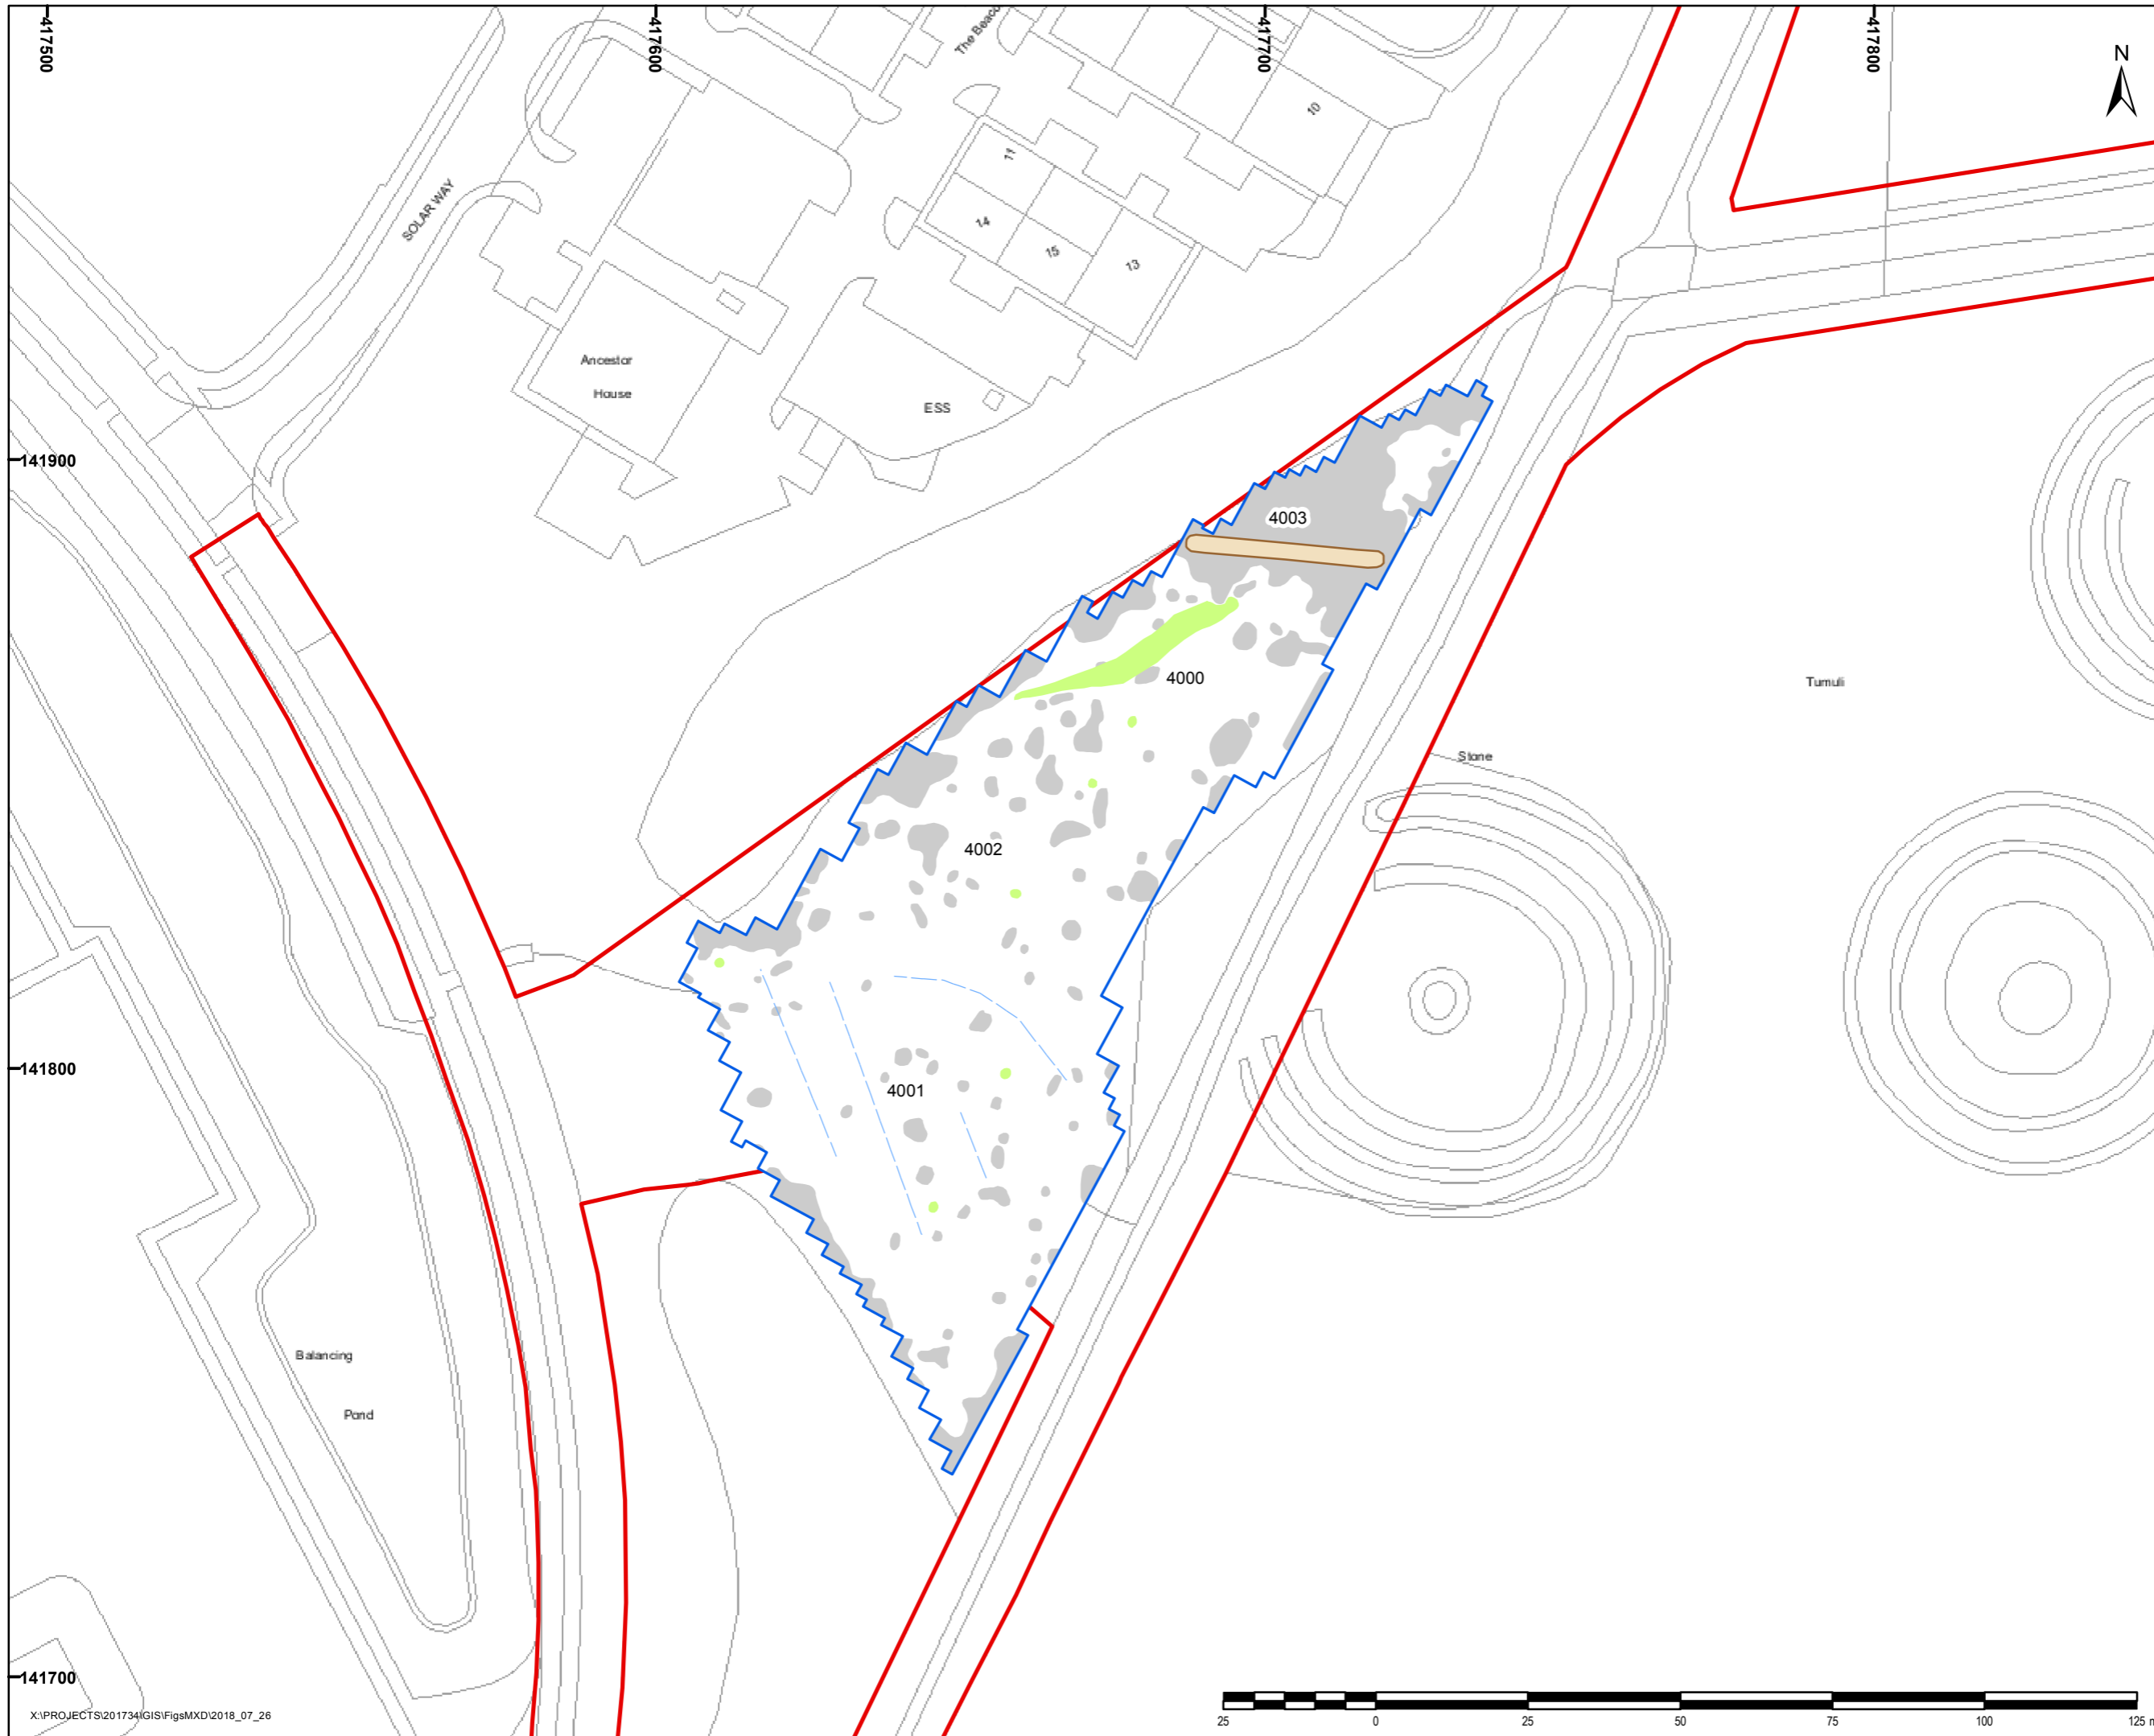 417500
417600
417700
417800
N
The Beaco
10
11
14
15
13
SOLAR WAY
Ancestor
House
ESS
141900
4003
4000
Tumuli
Stone
4002
141800
4001
Balancing
Pond
141700
X:\PROJECTS\201734\GIS\FigsMXD\2018_07_26
25 0 25 50 75 100 125 m